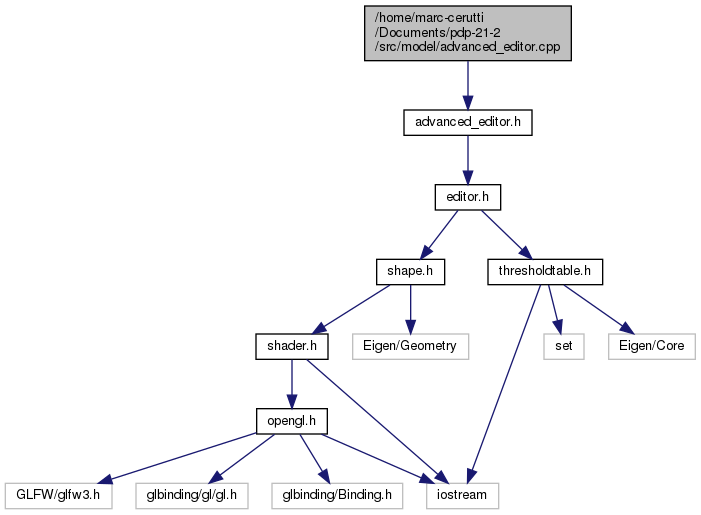 /home/marc-cerutti
/Documents/pdp-21-2
/src/model/advanced_editor.cpp
advanced_editor.h
editor.h
shape.h
thresholdtable.h
shader.h
Eigen/Geometry
set
Eigen/Core
opengl.h
GLFW/glfw3.h
glbinding/gl/gl.h
glbinding/Binding.h
iostream